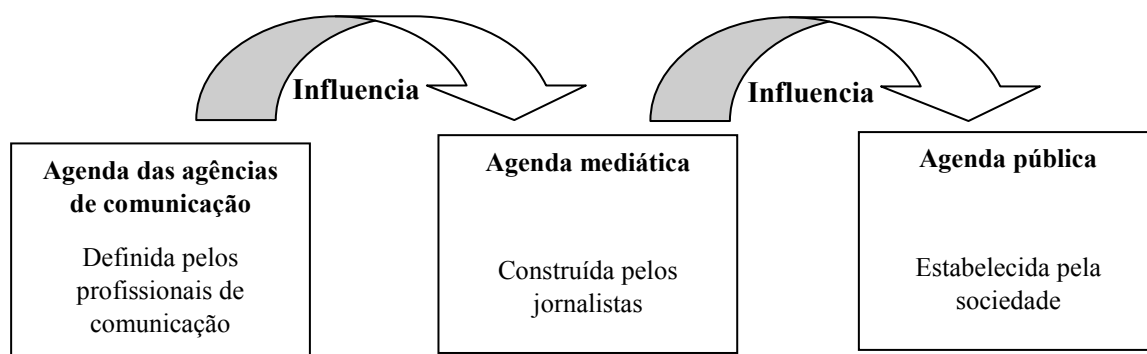 Influencia
Influencia
Agenda das agências
de comunicação
Definida pelos
profissionais de
comunicação
Agenda mediática
Construída pelos
jornalistas
Agenda pública
Estabelecida pela
sociedade